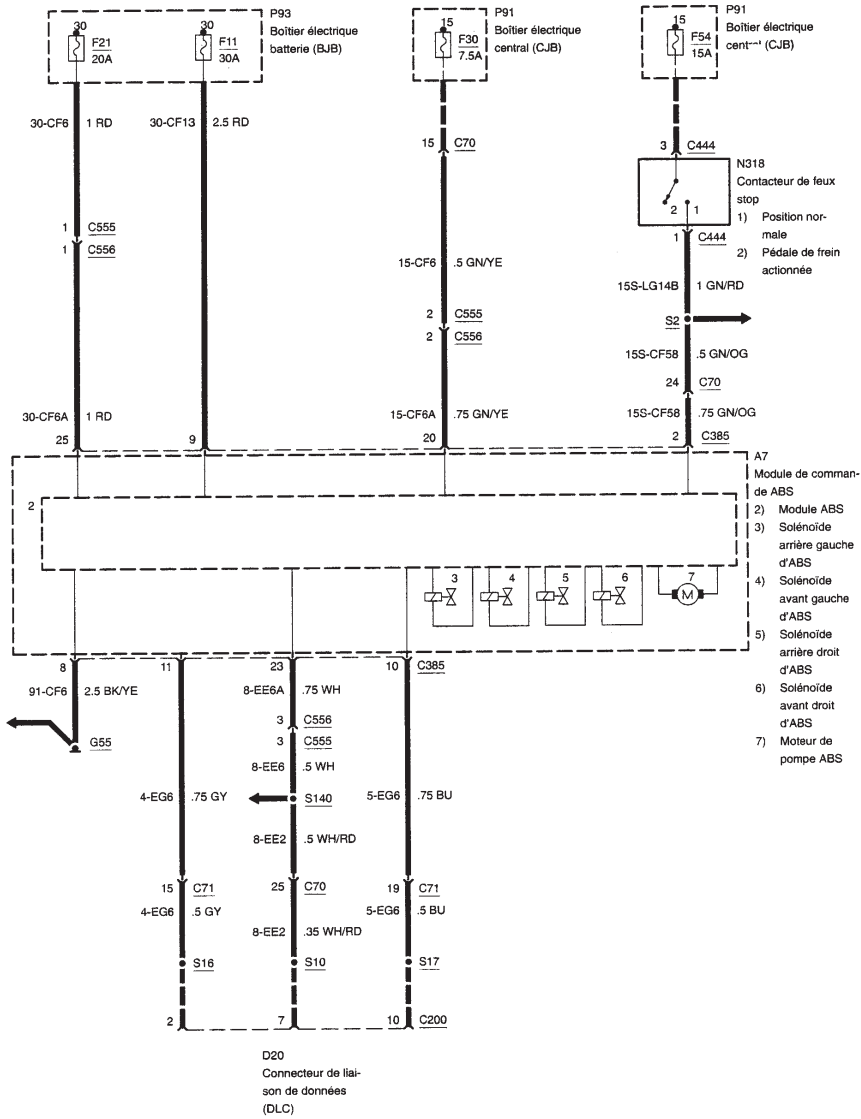 P93
Boîtier électrique
batterie (BJB)
30
F21
20A
30
F11
30A
P91
Boîtier électrique
central (CJB)
15
F30
7.5A
P91
Boîtier électrique
(CJB)
15
F54
15A
30-CF6 1 RD
30-CF13 2.5 RD
15 C70
3 C444
N318
Contacteur de feux
stop
1) Position nor-
male
2) Pédale de frein
actionnée
2 1
1 C444
1 C555
1 C556
15-CF6 .5 GN/YE
15S-LG14B 1 GN/RD
2 C555
2 C556
S2
15S-CF58 .5 GN/OG
24 C70
30-CF6A 1 RD
15-CF6A .75 GN/YE
15S-CF58 .75 GN/OG
25
9
20
2 C385
A7
Module de comman-
de ABS
2) Module ABS
3) Solénoïde
arrière gauche
d'ABS
4) Solénoïde
avant gauche
d'ABS
5) Solénoïde
arrière droit
d'ABS
6) Solénoïde
avant droit
d'ABS
7) Moteur de
pompe ABS
2
3
4
5
6
7
M
8
11
23
10 C385
91-CF6 2.5 BK/YE
8-EE6A .75 WH
3 C556
3 C555
G55
8-EE6 .5 WH
4-EG6 .75 GY
S140
5-EG6 .75 BU
8-EE2 .5 WH/RD
15 C71
25 C70
19 C71
4-EG6 .5 GY
8-EE2 .35 WH/RD
5-EG6 .5 BU
S16
S10
S17
2
7
10 C200
D20
Connecteur de liai-
son de données
(DLC)